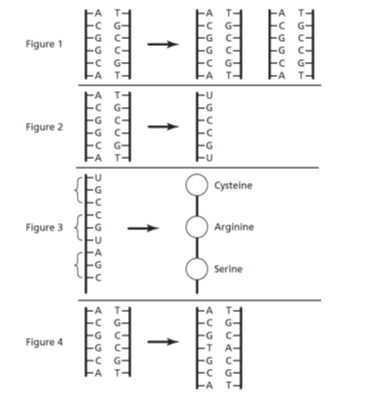 A T A T A T
C G C G C G
Figure 1 G C G C G C
G C G C G C
C G C G C G
A T A T A T
A T U
C G G
Figure 2 G C C
G C C
C G G
A T U
U
G Cysteine
C
C
Figure 3 G Arginine
U
A
G Serine
C
A T A T
C G C G
G C G C
Figure 4 G C T A
C G G C
A T C G
A T